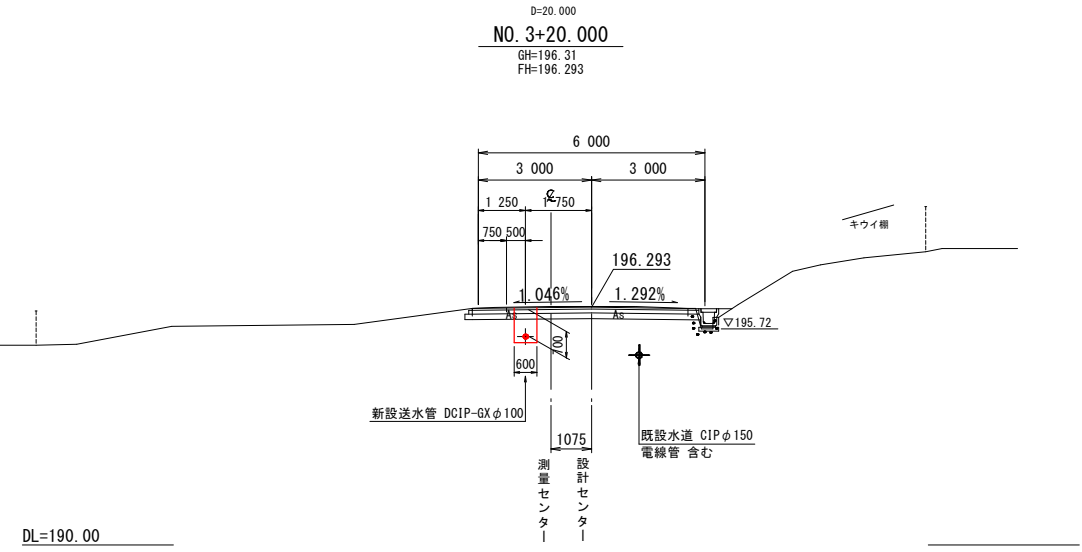 D=20.000
NO. 3+20.000
GH=196.31
FH=196.293
6 000
3 000
3 000
℄
1 250
1 750
750
500
キウイ棚
196.293
1.046%
1.292%
As
As
▽195.72
700
600
新設送水管 DCIP-GXφ100
1075
既設水道 CIPφ150
電線管 含む
測量センター
設計センター
DL=190.00